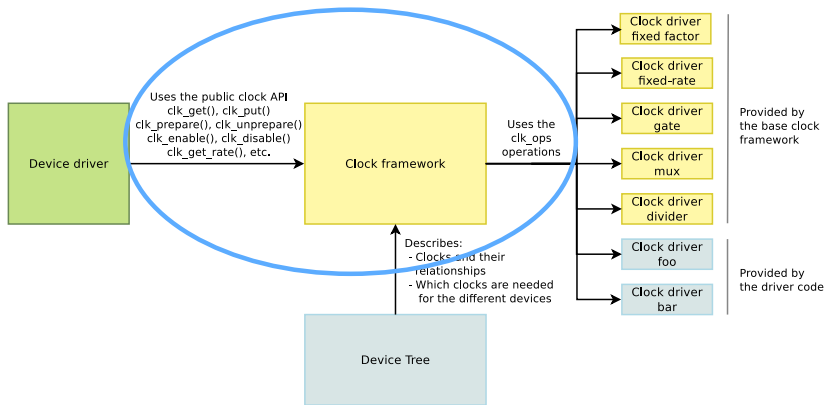 Device driver
Uses the public clock API
clk_get(), clk_put()
clk_prepare(), clk_unprepare()
clk_enable(), clk_disable()
clk_get_rate(), etc.
Clock framework
Uses the
clk_ops
operations
Clock driver
fixed factor
Clock driver
fixed-rate
Clock driver
gate
Clock driver
mux
Clock driver
divider
Clock driver
foo
Clock driver
bar
Provided by
the base clock
framework
Provided by
the driver code
Describes:
- Clocks and their
relationships
- Which clocks are needed
for the different devices
Device Tree